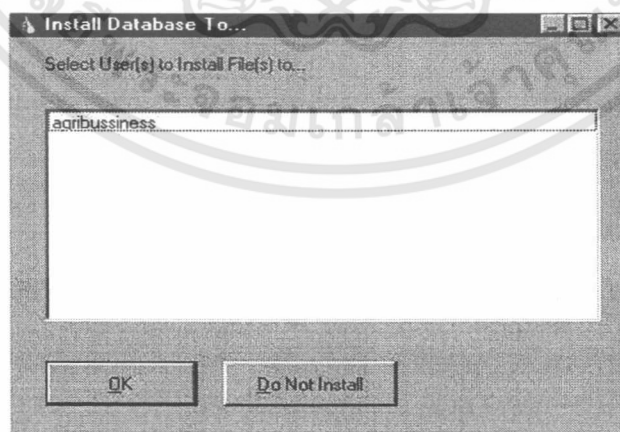 Install Database To...
Select User(s) to Install File(s) to...
agribussiness
OK
Do Not Install